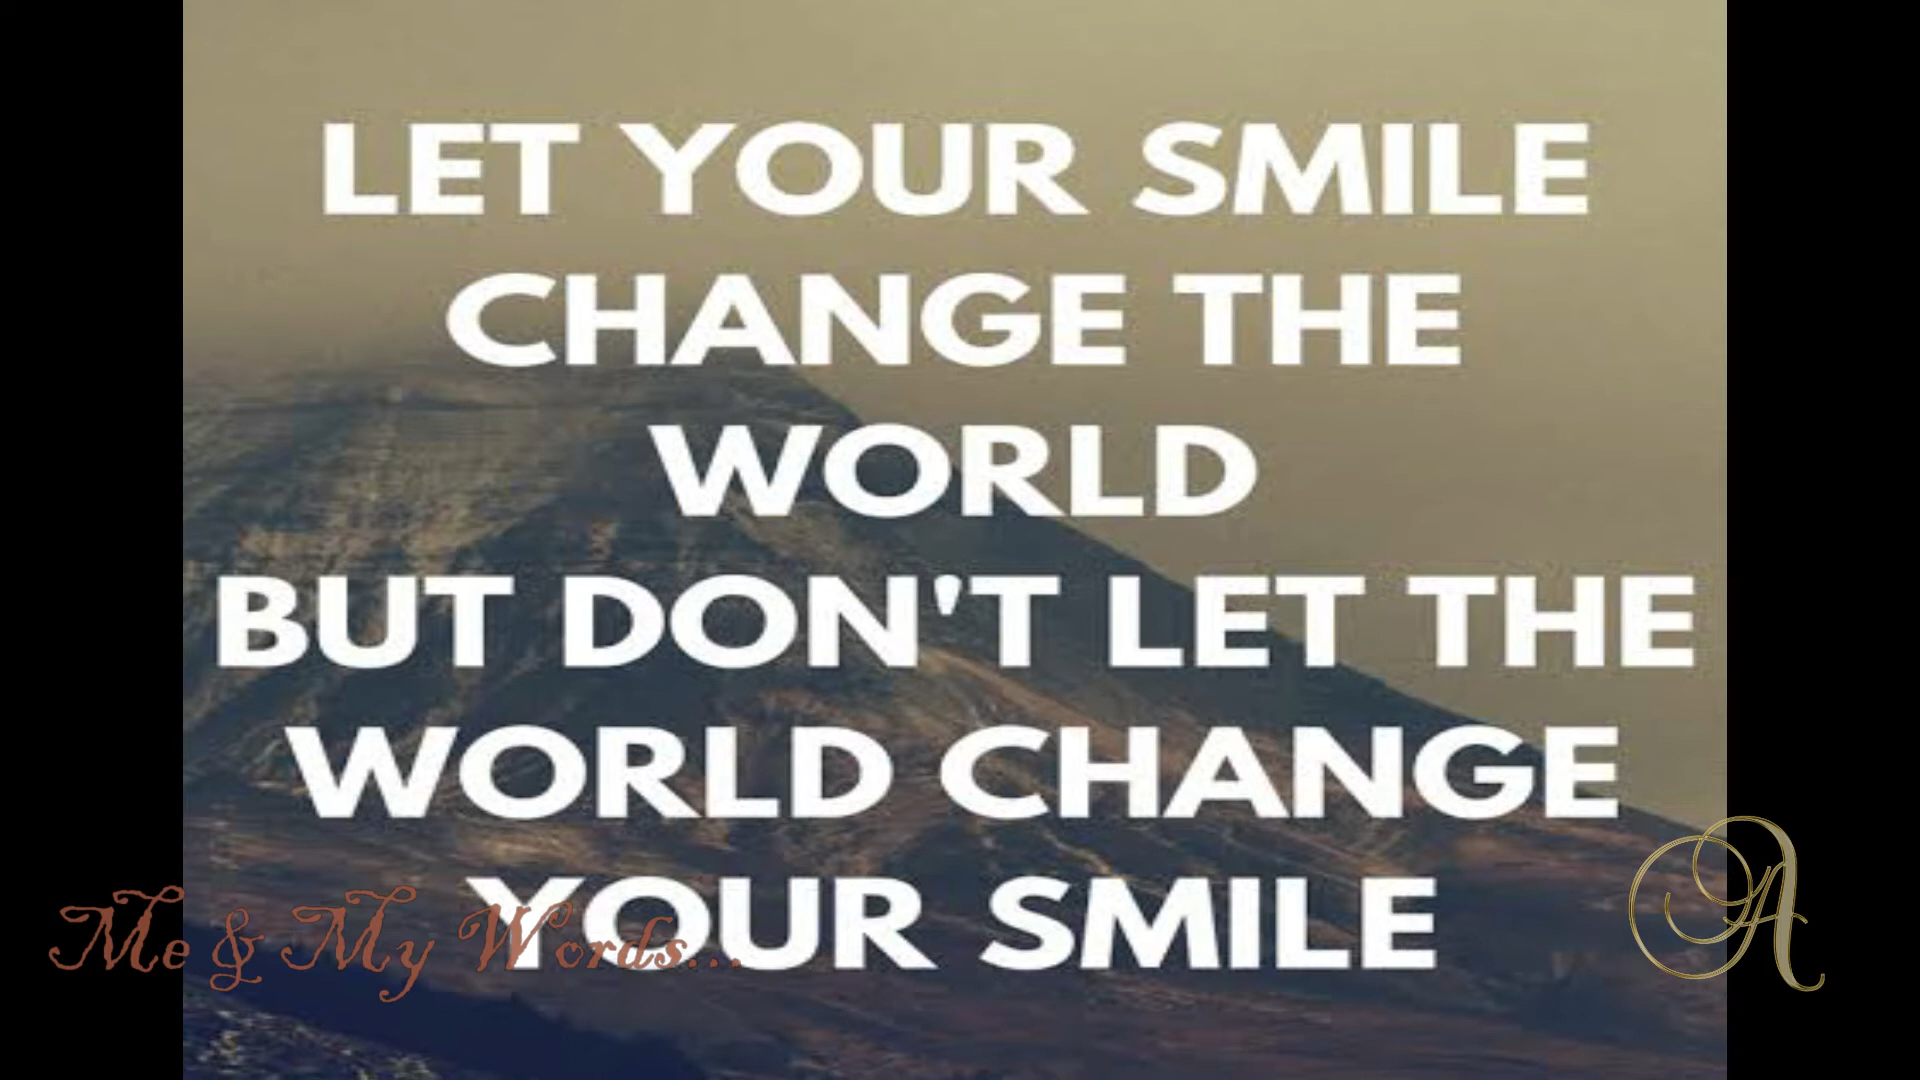 LET YOUR SMILE
CHANGE THE
WORLD
BUT DON'T LET THE
WORLD CHANGE
YOUR SMILE
Me & My Words...
A